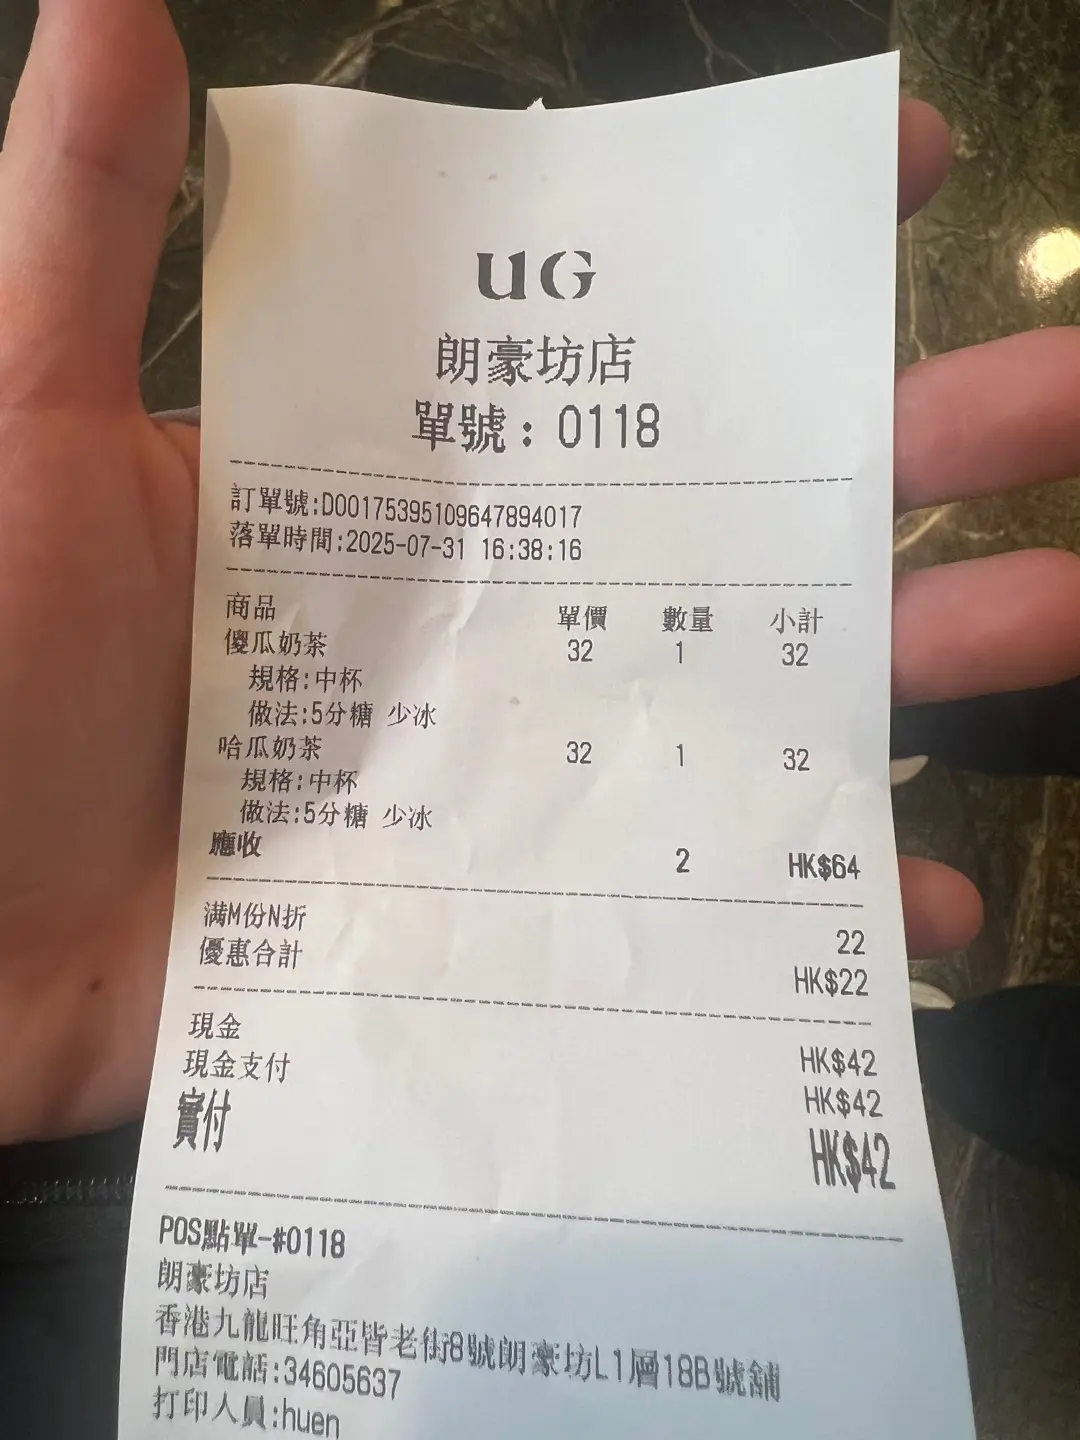 UG
朗豪坊店
單號：0118
訂單號:D0017539510964789​4017
落單時間:2025-07-31 16:38:16
商品 單價 數量 小計
傻瓜奶茶 32 1 32
規格:中杯
做法:5分糖 少冰
哈瓜奶茶 32 1 32
規格:中杯
做法:5分糖 少冰
應收 2 HK$64
满M份N折 22
優惠合計 HK$22
現金 HK$42
現金支付 HK$42
實付 HK$42
POS點單-#0118
朗豪坊店
香港九龍旺角亞皆老街8號朗豪坊L1層18B號舖
門店電話:34605637
打印人員:huen